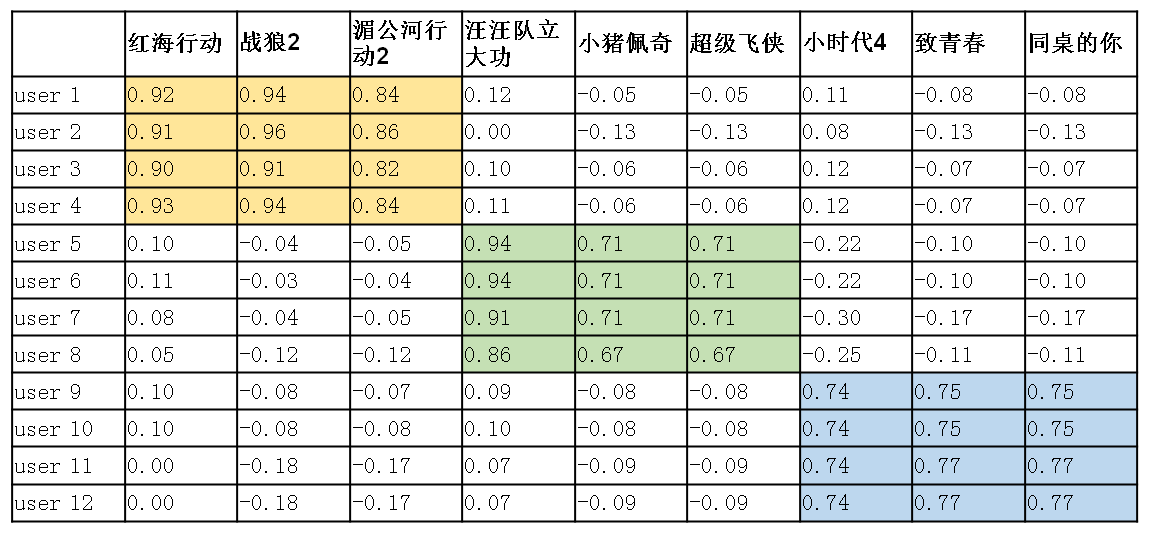 红海行动 战狼2 湄公河行动2 汪汪队立大功 小猪佩奇 超级飞侠 小时代4 致青春 同桌的你
user 1 0.92 0.94 0.84 0.12 -0.05 -0.05 0.11 -0.08 -0.08
user 2 0.91 0.96 0.86 0.00 -0.13 -0.13 0.08 -0.13 -0.13
user 3 0.90 0.91 0.82 0.10 -0.06 -0.06 0.12 -0.07 -0.07
user 4 0.93 0.94 0.84 0.11 -0.06 -0.06 0.12 -0.07 -0.07
user 5 0.10 -0.04 -0.05 0.94 0.71 0.71 -0.22 -0.10 -0.10
user 6 0.11 -0.03 -0.04 0.94 0.71 0.71 -0.22 -0.10 -0.10
user 7 0.08 -0.04 -0.05 0.91 0.71 0.71 -0.30 -0.17 -0.17
user 8 0.05 -0.12 -0.12 0.86 0.67 0.67 -0.25 -0.11 -0.11
user 9 0.10 -0.08 -0.07 0.09 -0.08 -0.08 0.74 0.75 0.75
user 10 0.10 -0.08 -0.08 0.10 -0.08 -0.08 0.74 0.75 0.75
user 11 0.00 -0.18 -0.17 0.07 -0.09 -0.09 0.74 0.77 0.77
user 12 0.00 -0.18 -0.17 0.07 -0.09 -0.09 0.74 0.77 0.77